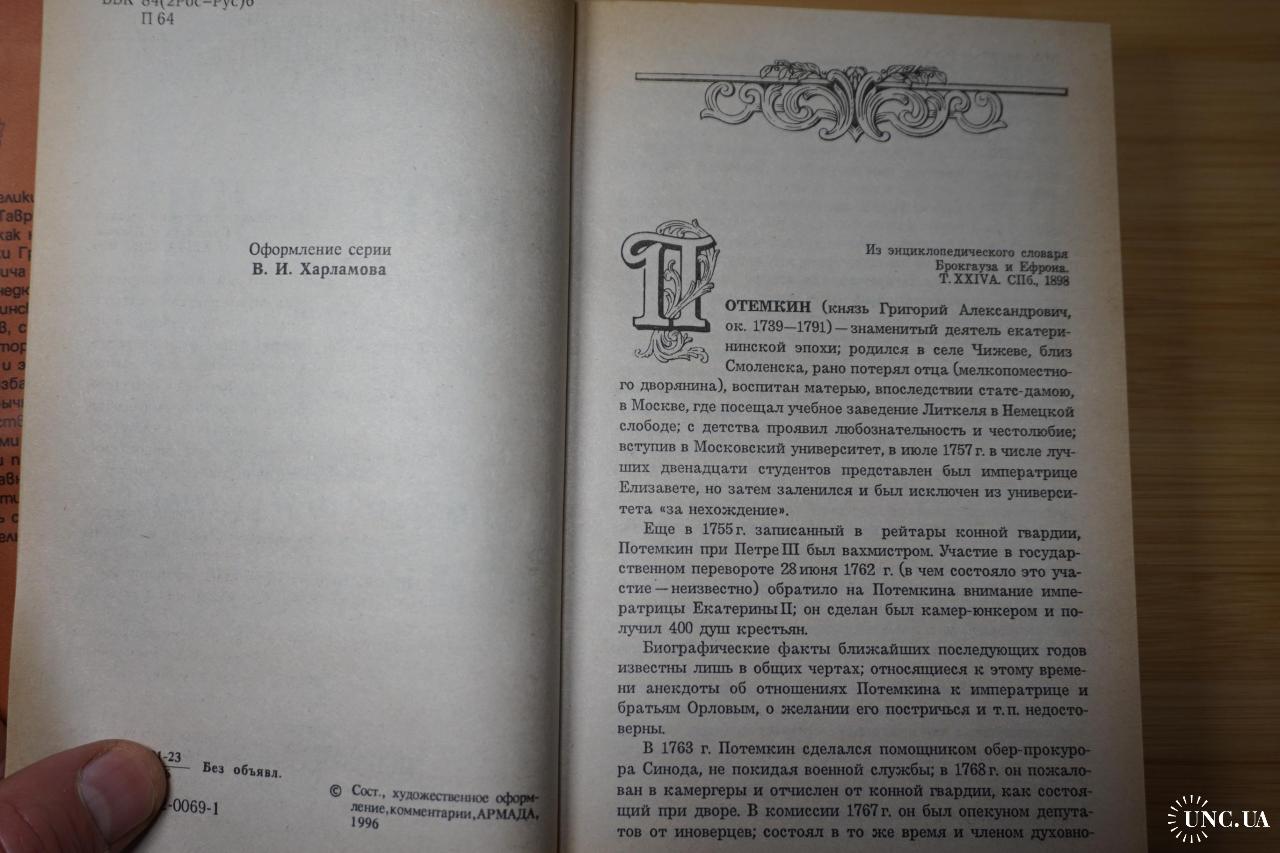 ББК 84(2Рос-Рус)6
П 64
Оформление серии
В. И. Харламова
Без объявл.
-0069-1
© Сост., художественное оформ-
ление, комментарии, АРМАДА,
1996
Из энциклопедического словаря
Брокгауза и Ефрона.
Т. XXIVA. СПб., 1898
ПОТЕМКИН (князь Григорий Александрович,
ок. 1739—1791) — знаменитый деятель екатери-
нинской эпохи; родился в селе Чижеве, близ
Смоленска, рано потерял отца (мелкопоместно-
го дворянина), воспитан матерью, впоследствии статс-дамою,
в Москве, где посещал учебное заведение Литкеля в Немецкой
слободе; с детства проявил любознательность и честолюбие;
вступив в Московский университет, в июле 1757 г. в числе луч-
ших двенадцати студентов представлен был императрице
Елизавете, но затем заленился и был исключен из универси-
тета «за нехождение».
Еще в 1755 г. записанный в рейтары конной гвардии,
Потемкин при Петре III был вахмистром. Участие в государ-
ственном перевороте 28 июня 1762 г. (в чем состояло это уча-
стие — неизвестно) обратило на Потемкина внимание импе-
ратрицы Екатерины II; он сделан был камер-юнкером и по-
лучил 400 душ крестьян.
Биографические факты ближайших последующих годов
известны лишь в общих чертах; относящиеся к этому време-
ни анекдоты об отношениях Потемкина к императрице и
братьям Орловым, о желании его постричься и т. п. недосто-
верны.
В 1763 г. Потемкин сделался помощником обер-прокуро-
ра Синода, не покидая военной службы; в 1768 г. он пожало-
ван в камергеры и отчислен от конной гвардии, как состоя-
щий при дворе. В комиссии 1767 г. он был опекуном депута-
тов от иноверцев; состоял в то же время и членом духовно-
UNC.UA